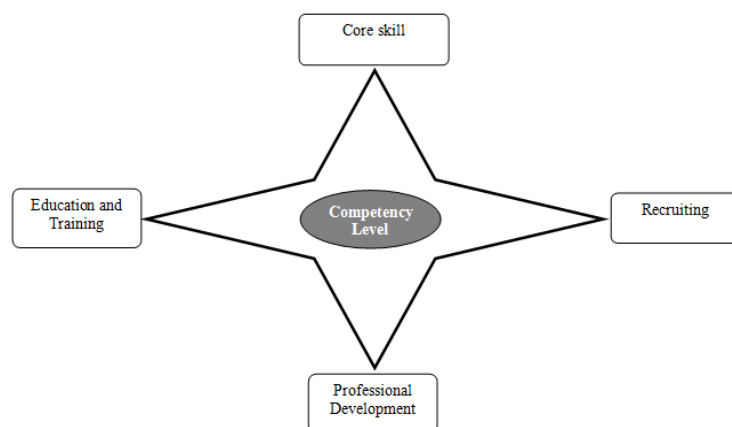 Core skill
Education and
Training
Competency
Level
Recruiting
Professional
Development